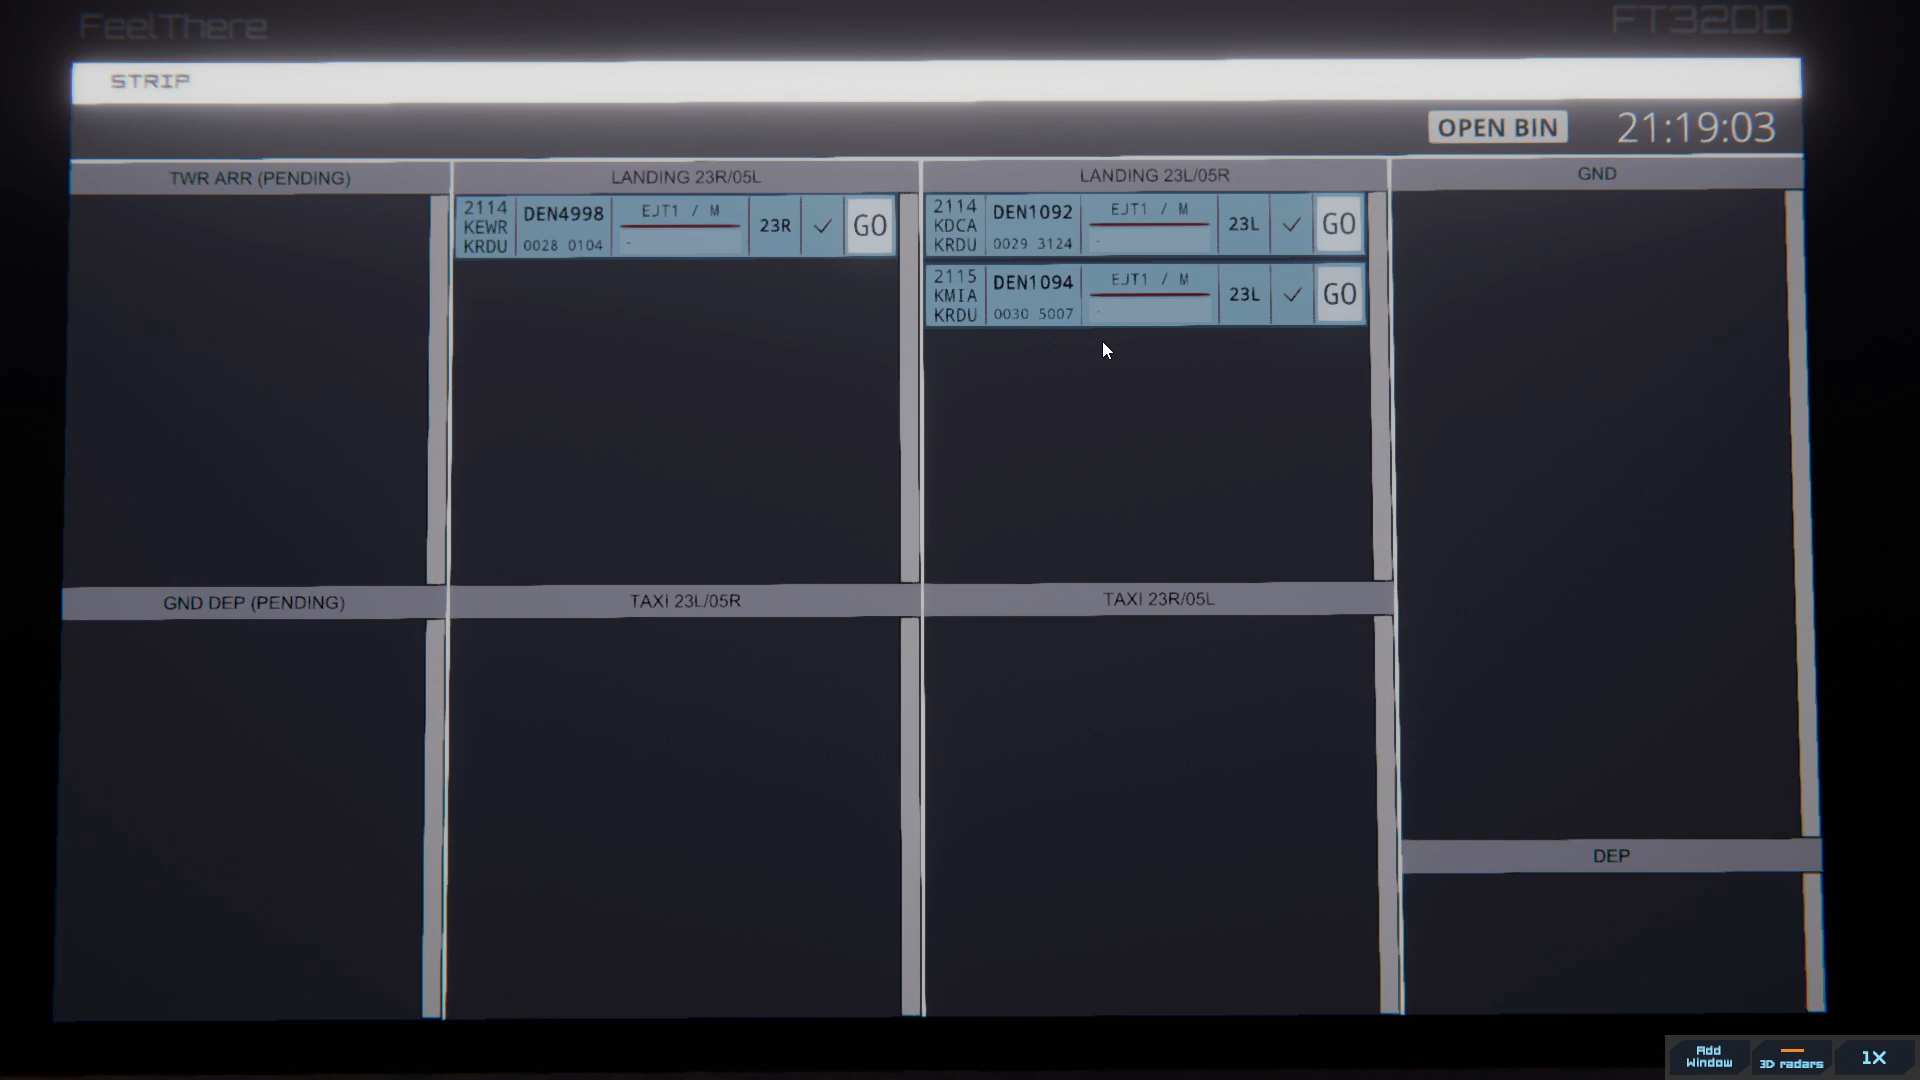 FeelThere
FT32DD
STRIP
OPEN BIN
21:19:03
TWR ARR (PENDING)
LANDING 23R/05L
2114
KEWR
KRDU
DEN4998
0028 0104
EJT1 / M
-
23R
✓
GO
LANDING 23L/05R
2114
KDCA
KRDU
DEN1092
0029 3124
EJT1 / M
-
23L
✓
GO
2115
KMIA
KRDU
DEN1094
0030 5007
EJT1 / M
-
23L
✓
GO
GND
GND DEP (PENDING)
TAXI 23L/05R
TAXI 23R/05L
DEP
Add
Window
3D radars
1X